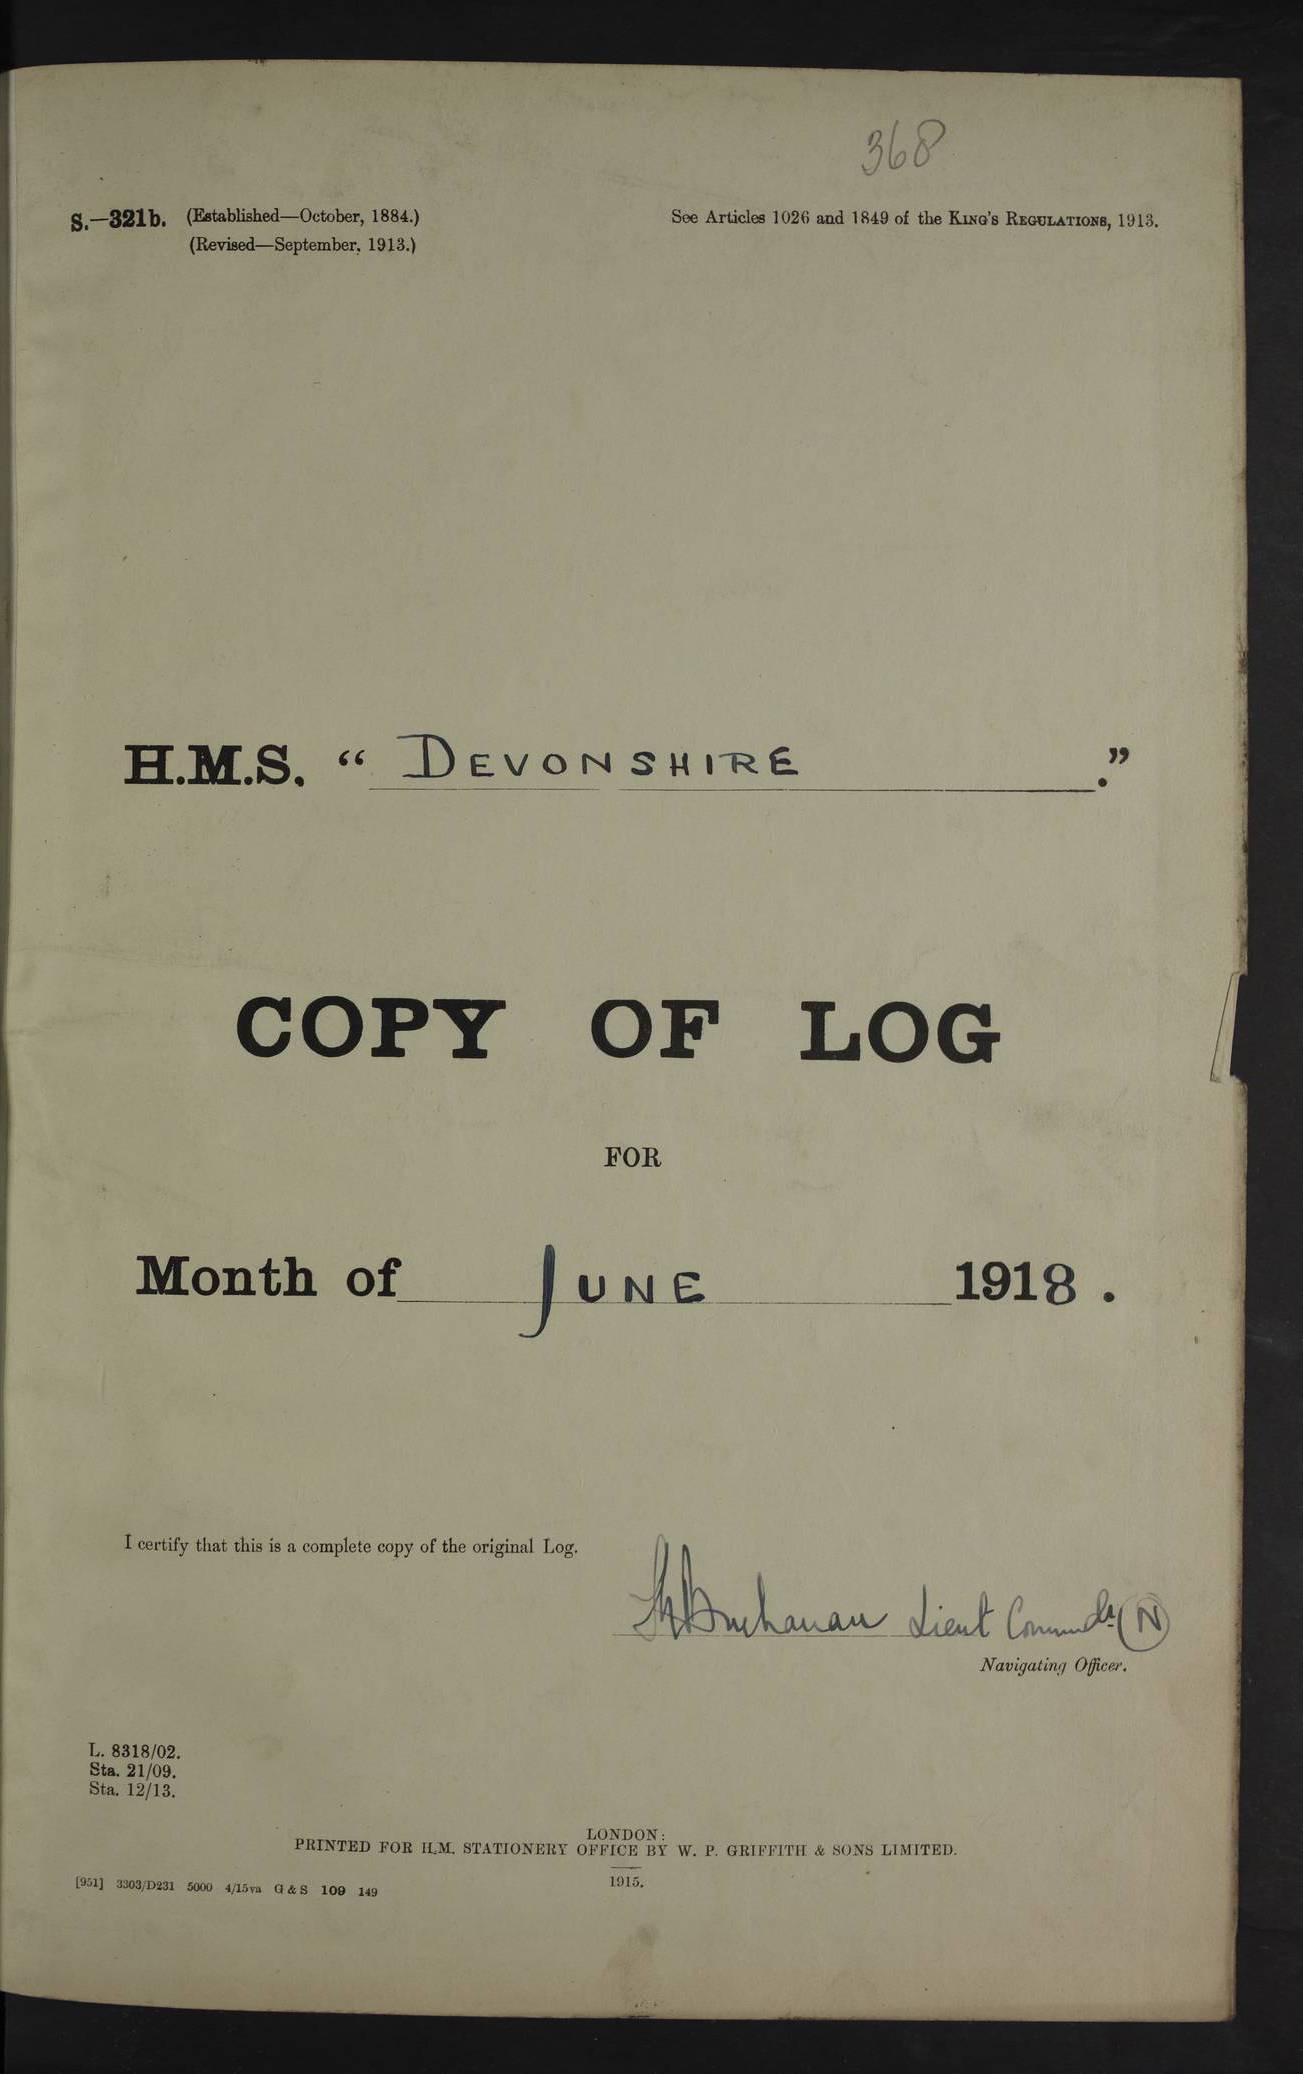 368
S.—321b. (Established—October, 1884.)
(Revised—September, 1913.)
See Articles 1026 and 1849 of the KING'S REGULATIONS, 1913.
H.M.S. “ DEVONSHIRE .”
COPY OF LOG
FOR
Month of JUNE 1918 .
I certify that this is a complete copy of the original Log.
Buchanan Lieut Commdr. (N)
Navigating Officer.
L. 8318/02.
Sta. 21/09.
Sta. 12/13.
LONDON:
PRINTED FOR H.M. STATIONERY OFFICE BY W. P. GRIFFITH & SONS LIMITED.
1915.
[951] 3303/D231 5000 4/15va G & S 109 149